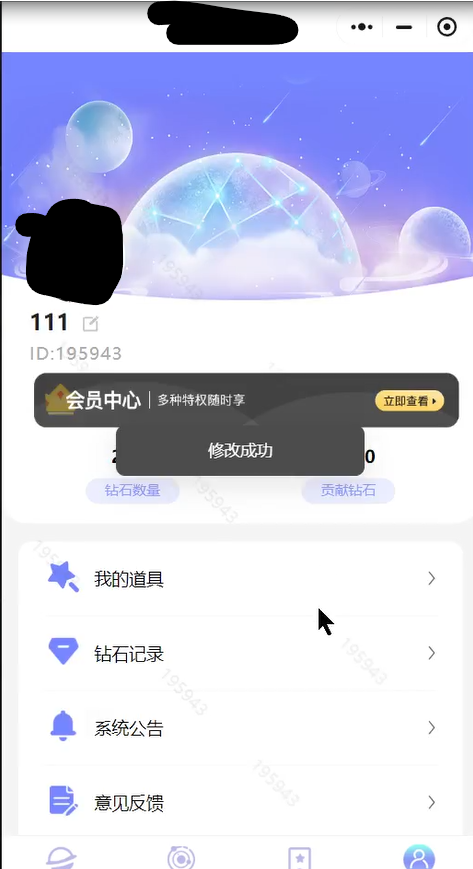 111
ID:195943
会员中心 | 多种特权随时享
立即查看
修改成功
2
0
钻石数量
贡献钻石
我的道具
钻石记录
系统公告
意见反馈
195943
195943
195943
195943
195943